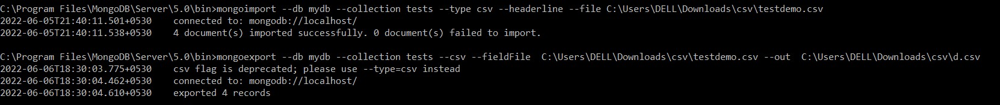 C:\Program Files\MongoDB\Server\5.0\bin>mongoimport --db mydb --collection tests --type csv --headerline --file C:\Users\DELL\Downloads\csv\testdemo.csv
2022-06-05T21:40:11.501+0530    connected to: mongodb://localhost/
2022-06-05T21:40:11.538+0530    4 document(s) imported successfully. 0 document(s) failed to import.
C:\Program Files\MongoDB\Server\5.0\bin>mongoexport --db mydb --collection tests --csv --fieldFile  C:\Users\DELL\Downloads\csv\testdemo.csv --out  C:\Users\DELL\Downloads\csv\d.csv
2022-06-06T18:30:03.775+0530    csv flag is deprecated; please use --type=csv instead
2022-06-06T18:30:04.462+0530    connected to: mongodb://localhost/
2022-06-06T18:30:04.610+0530    exported 4 records